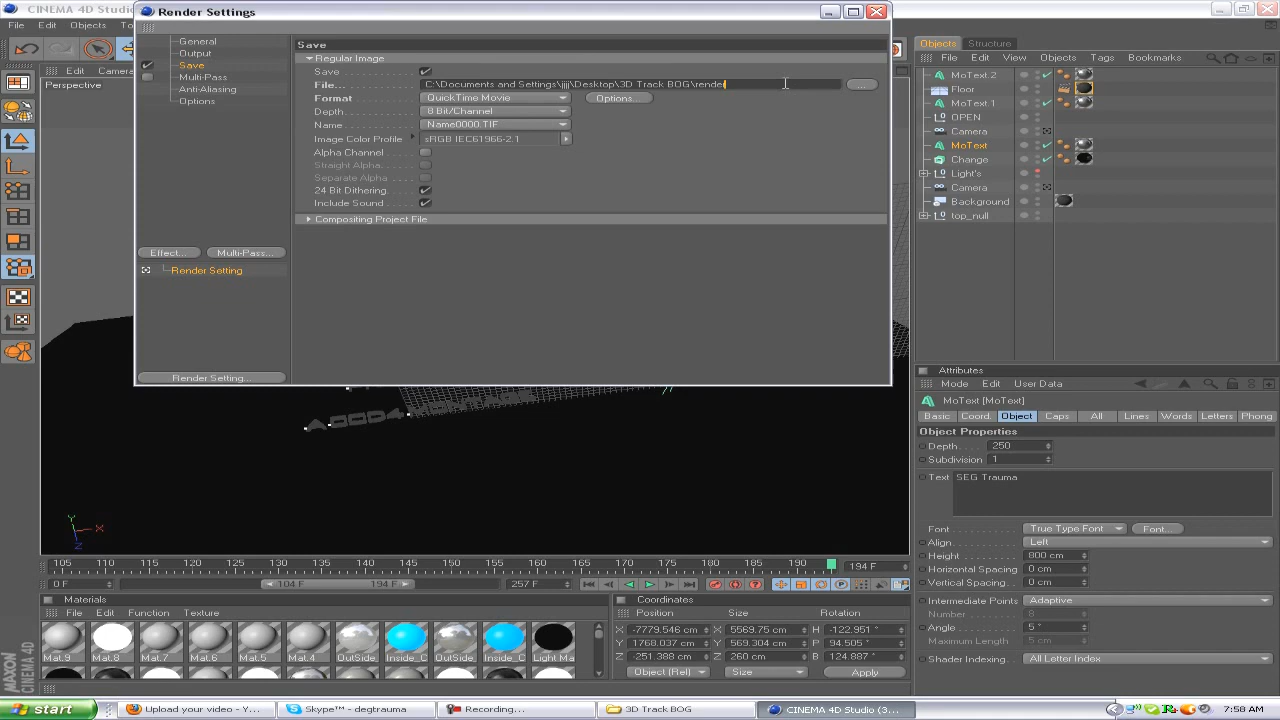 CINEMA 4D Studio
Render Settings
File Edit Objects To
Edit Camera
Perspective
General
Output
Save
Multi-Pass
Anti-Aliasing
Options
Effect... Multi-Pass...
Render Setting
Render Setting...
Save
Regular Image
Save
File... C:\Documents and Settings\jjjj\Desktop\3D Track BOG\render ...
Format QuickTime Movie Options...
Depth 8 Bit/Channel
Name Name0000.TIF
Image Color Profile sRGB IEC61966-2.1
Alpha Channel
Straight Alpha
Separate Alpha
24 Bit Dithering
Include Sound
Compositing Project File
Y X Z
Objects Structure
File Edit View Objects Tags Bookmarks
MoText.2
Floor
MoText.1
OPEN
Camera
MoText
Change
Light's
Camera
Background
top_null
Attributes
Mode Edit User Data
MoText [MoText]
Basic Coord. Object Caps All Lines Words Letters Phong
Object Properties
Depth 250
Subdivision 1
Text SEG Trauma
Font True Type Font Font...
Align Left
Height 800 cm
Horizontal Spacing 0 cm
Vertical Spacing 0 cm
Intermediate Points Adaptive
Number 8
Angle 5 °
Maximum Length 5 cm
Shader Indexing All Letter Index
105 110 115 120 125 130 135 140 145 150 155 160 165 170 175 180 185 190 194 F
0 F 104 F 194 F 257 F
Materials
File Edit Function Texture
Mat.9 Mat.8 Mat.7 Mat.6 Mat.5 Mat.4 OutSide Inside_C OutSide Inside_C Light Ma
Coordinates
Position Size Rotation
X -7779.546 cm X 5569.75 cm H -122.951 °
Y 1768.037 cm Y 569.304 cm P 94.505 °
Z -251.388 cm Z 260 cm B 124.887 °
Object (Rel) Size Apply
MAXON CINEMA 4D
start Upload your video - Y... Skype™ - degtrauma Recording... 3D Track BOG CINEMA 4D Studio (3... 7:58 AM